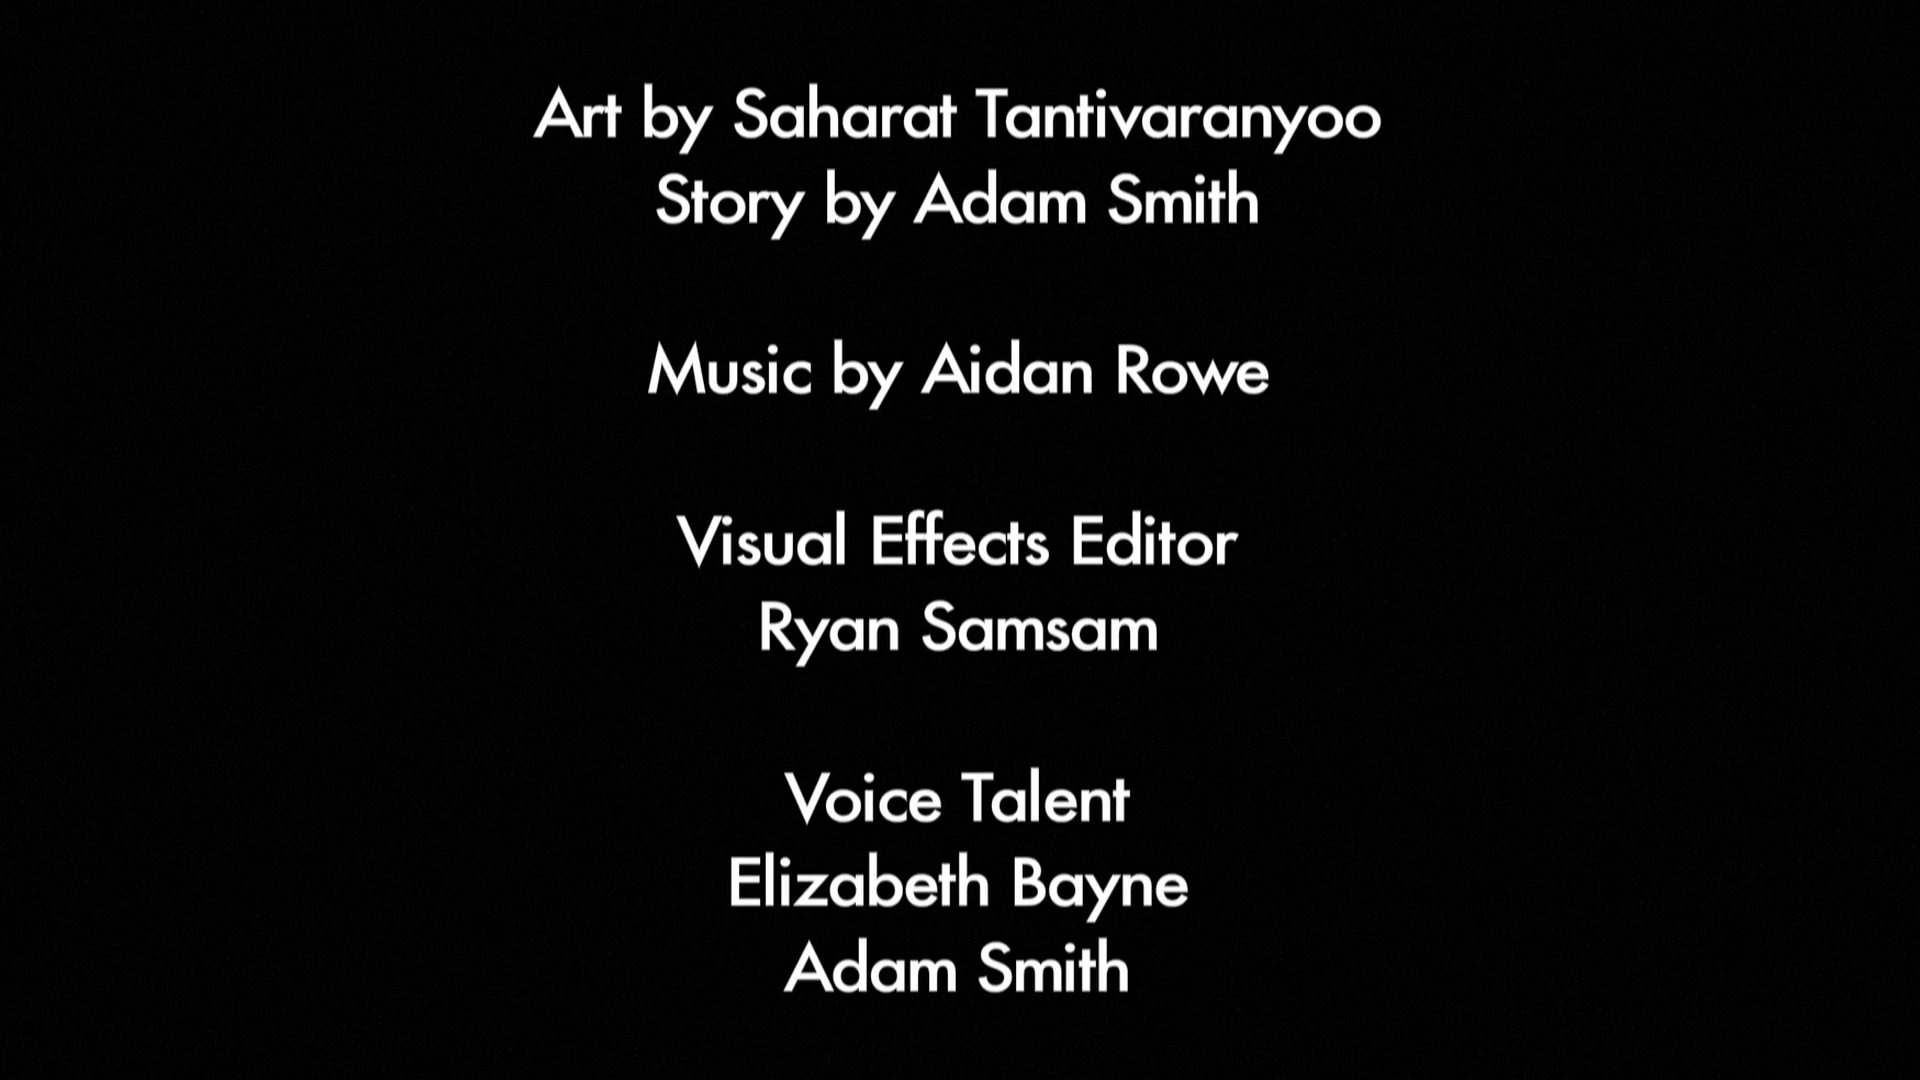 Art by Saharat Tantivaranyoo
Story by Adam Smith
Music by Aidan Rowe
Visual Effects Editor
Ryan Samsam
Voice Talent
Elizabeth Bayne
Adam Smith